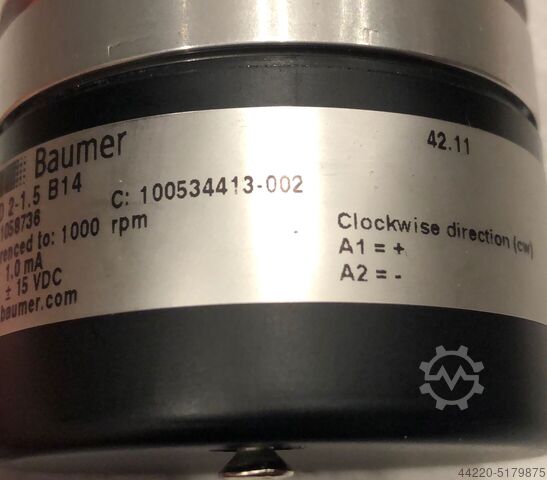 Baumer
42.11
2-1.5 B14
1058736
C: 100534413-002
renced to: 1000 rpm
1.0 mA
± 15 VDC
baumer.com
Clockwise direction (cw)
A1 = +
A2 = -
44220-5179875